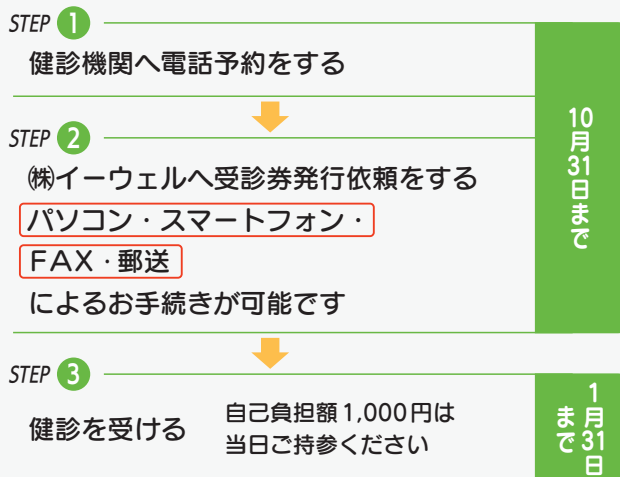 STEP 1
健診機関へ電話予約をする
STEP 2
㈱イーウェルへ受診券発行依頼をする
パソコン・スマートフォン・
FAX・郵送
によるお手続きが可能です
10月31日まで
STEP 3
健診を受ける
自己負担額1,000円は
当日ご持参ください
1月31日
まで